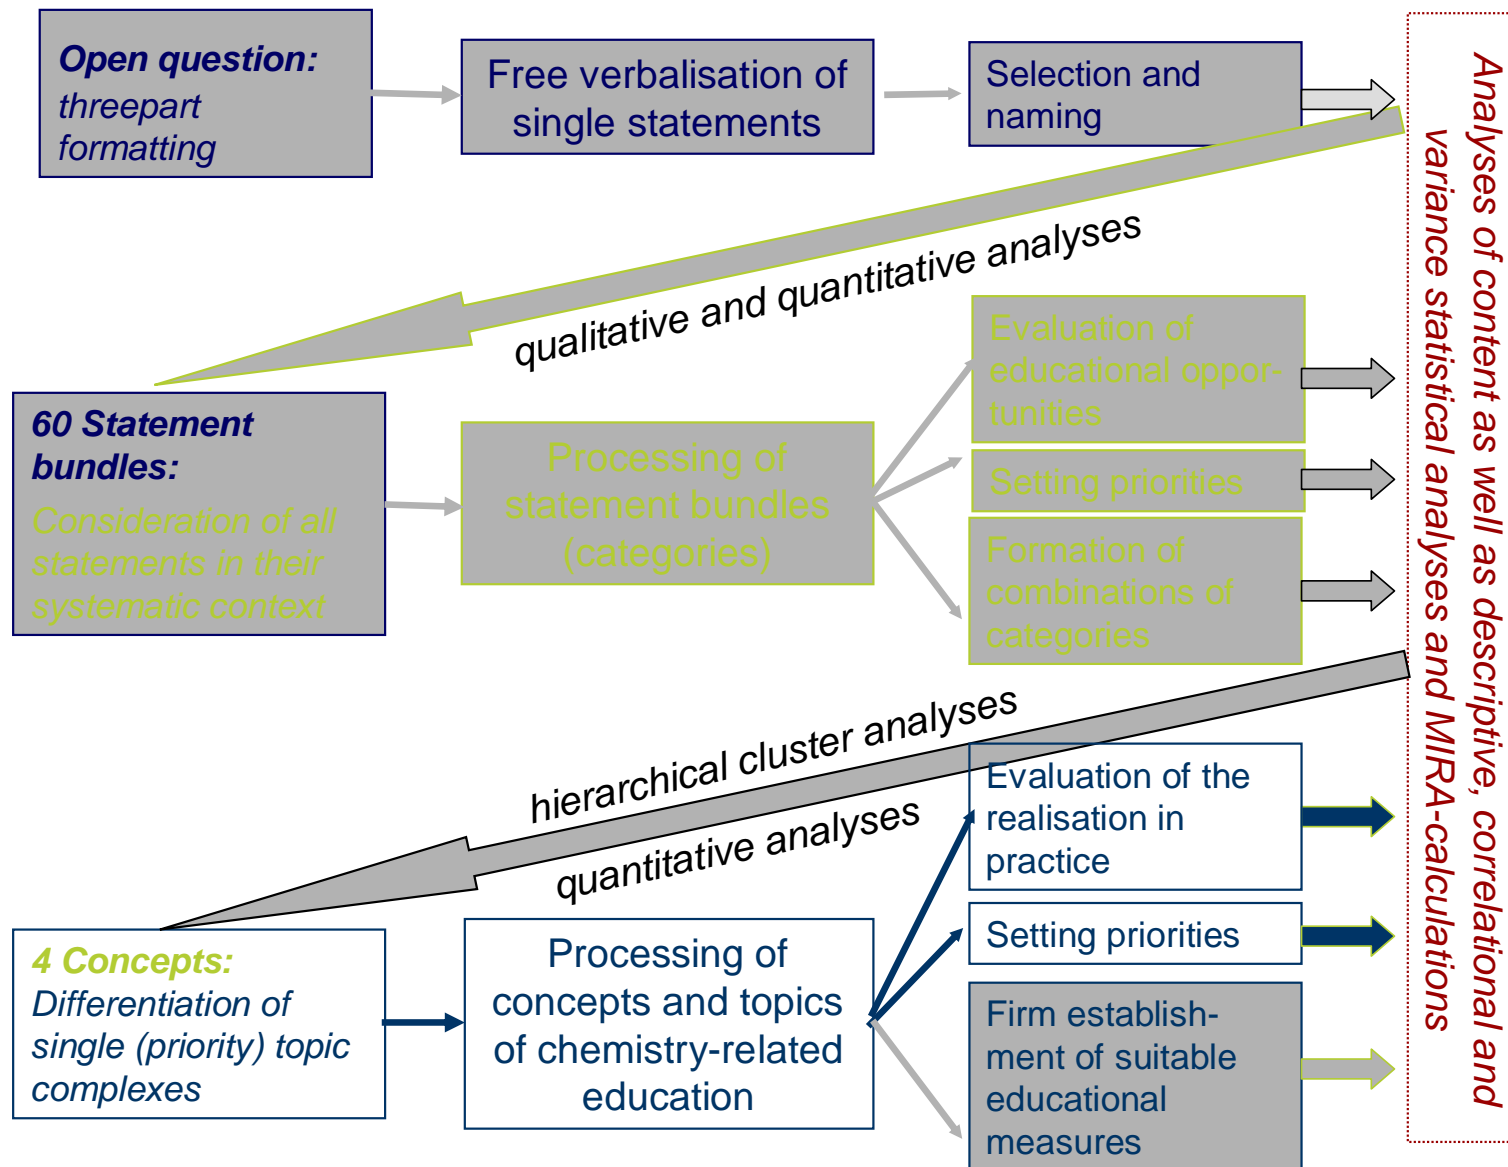 Open question:
threepart
formatting
Free verbalisation of
single statements
Selection and
naming
qualitative and quantitative analyses
60 Statement
bundles:
Consideration of all
statements in their
systematic context
Processing of
statement bundles
(categories)
Evaluation of
educational oppor-
tunities
Setting priorities
Formation of
combinations of
categories
hierarchical cluster analyses
quantitative analyses
4 Concepts:
Differentiation of
single (priority) topic
complexes
Processing of
concepts and topics
of chemistry-related
education
Evaluation of the
realisation in
practice
Setting priorities
Firm establish-
ment of suitable
educational
measures
Analyses of content as well as descriptive, correlational and
variance statistical analyses and MIRA-calculations